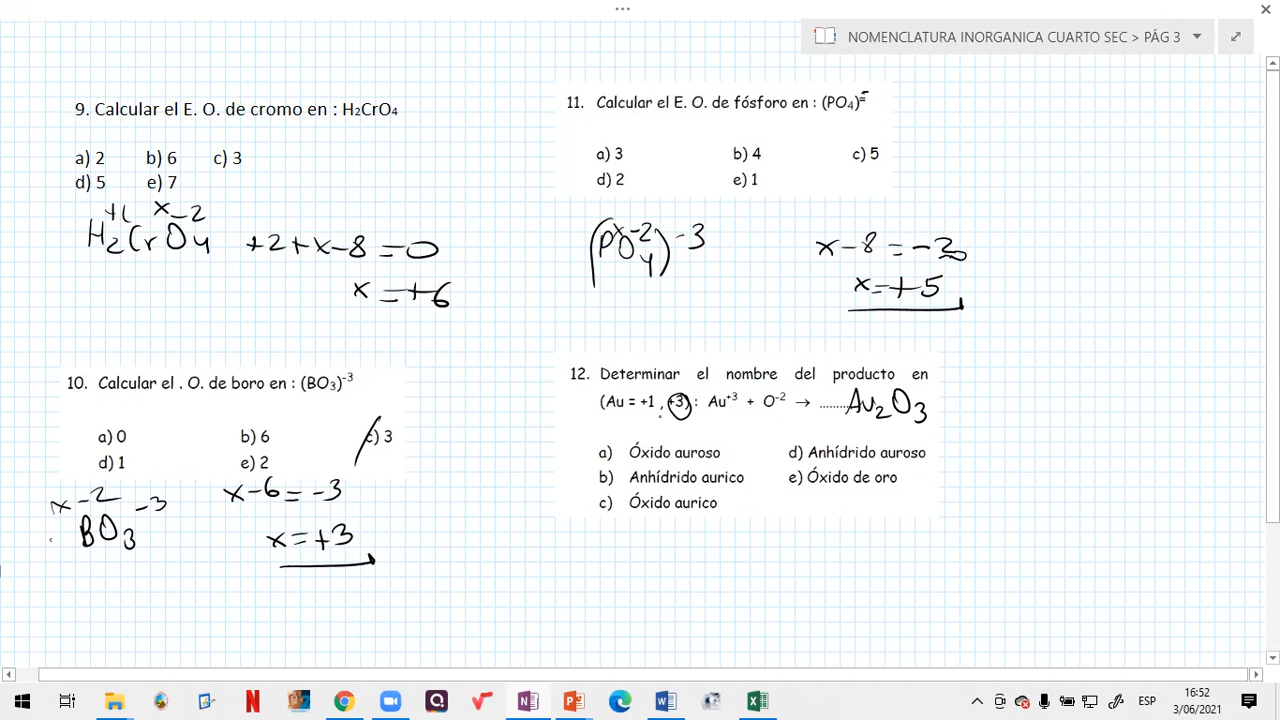 NOMENCLATURA INORGANICA CUARTO SEC > PÁG 3
9. Calcular el E. O. de cromo en : H₂CrO₄
a) 2 b) 6 c) 3
d) 5 e) 7
+1 x -2
H₂CrO₄ +2+x-8=0
x=+6
10. Calcular el . O. de boro en : (BO₃)⁻³
a) 0 b) 6 c) 3
d) 1 e) 2
x -2 -3
BO₃
x-6=-3
x=+3
11. Calcular el E. O. de fósforo en : (PO₄)
a) 3 b) 4 c) 5
d) 2 e) 1
x -2
(PO₄)⁻³
x-8=-3
x=+5
12. Determinar el nombre del producto en
(Au = +1 , +3) : Au⁺³ + O⁻² → ........Au₂O₃
a) Óxido auroso d) Anhídrido auroso
b) Anhídrido aurico e) Óxido de oro
c) Óxido aurico
ESP
16:52
3/06/2021